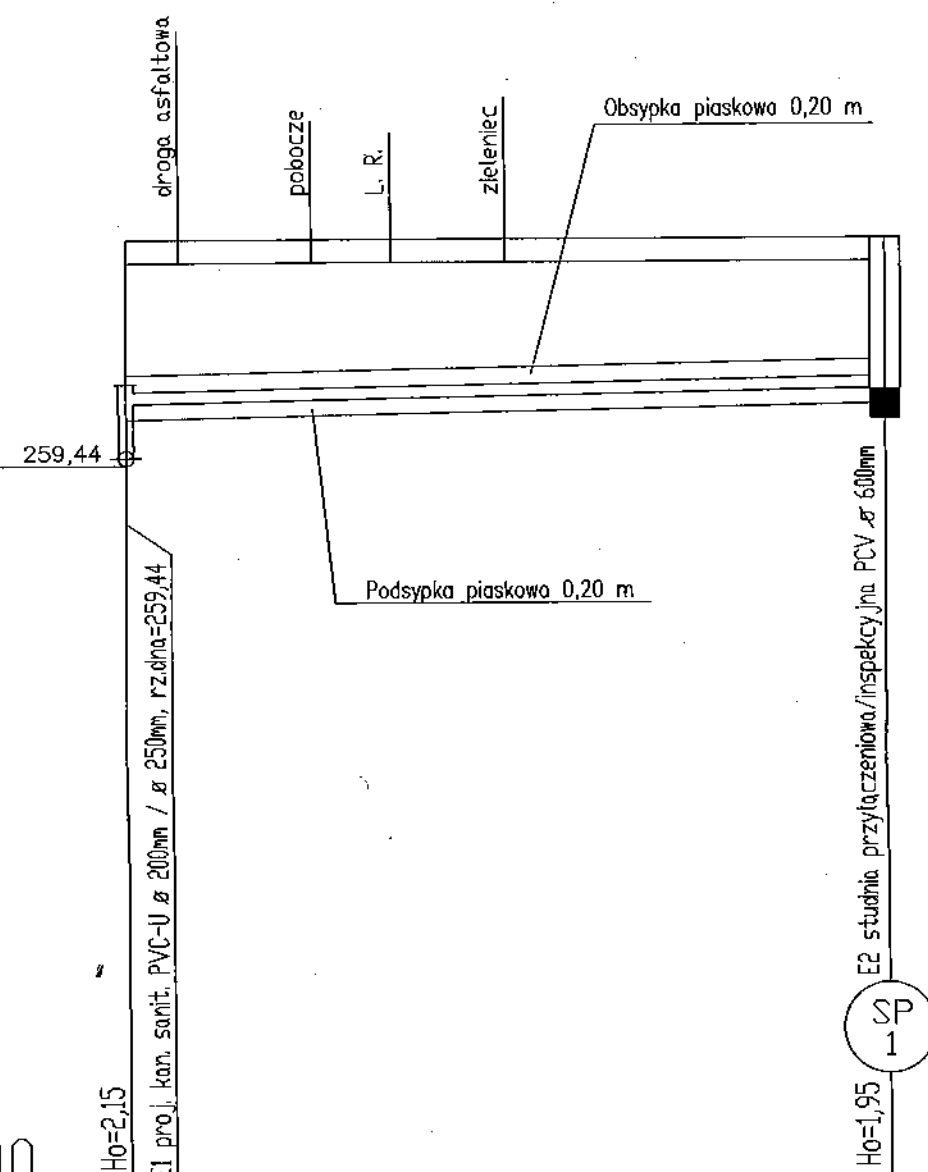 droga asfaltowa
pobocze
L. R.
zieleniec
Obsypka piaskowa 0,20 m
259,44
Podsypka piaskowa 0,20 m
E1 proj. kan. sanit. PVC-U ø 200mm / ø 250mm, rz.dna=259,44
Ho=2,15
E2 studnia przyłączeniowa/inspekcyjna PCV ø 600mm
SP
1
Ho=1,95